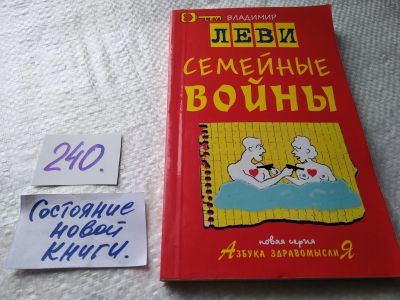 ВЛАДИМИР
ЛЕВИ
СЕМЕЙНЫЕ
ВОЙНЫ
новая серия
АЗБУКА ЗДРАВОМЫСЛИЯ
240.
Состояние
новой
книги.